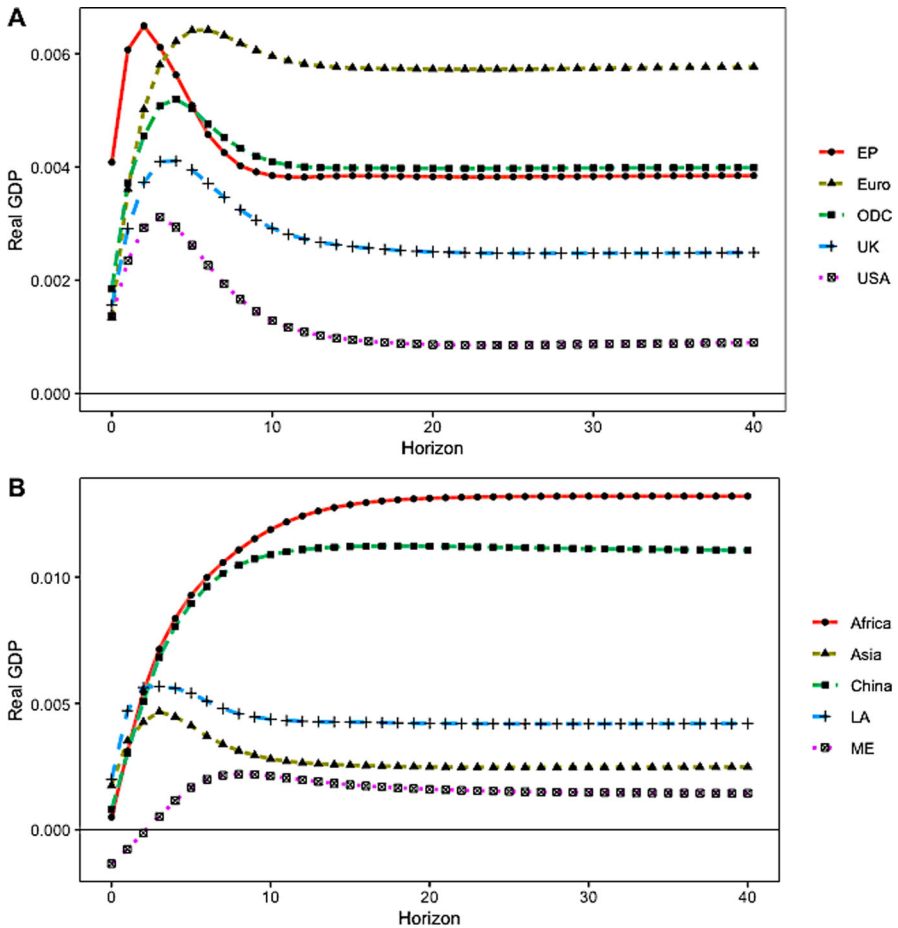 A
Real GDP
0.006
0.004
0.002
0.000
0
10
20
30
40
Horizon
EP
Euro
ODC
UK
USA
B
Real GDP
0.010
0.005
0.000
0
10
20
30
40
Horizon
Africa
Asia
China
LA
ME